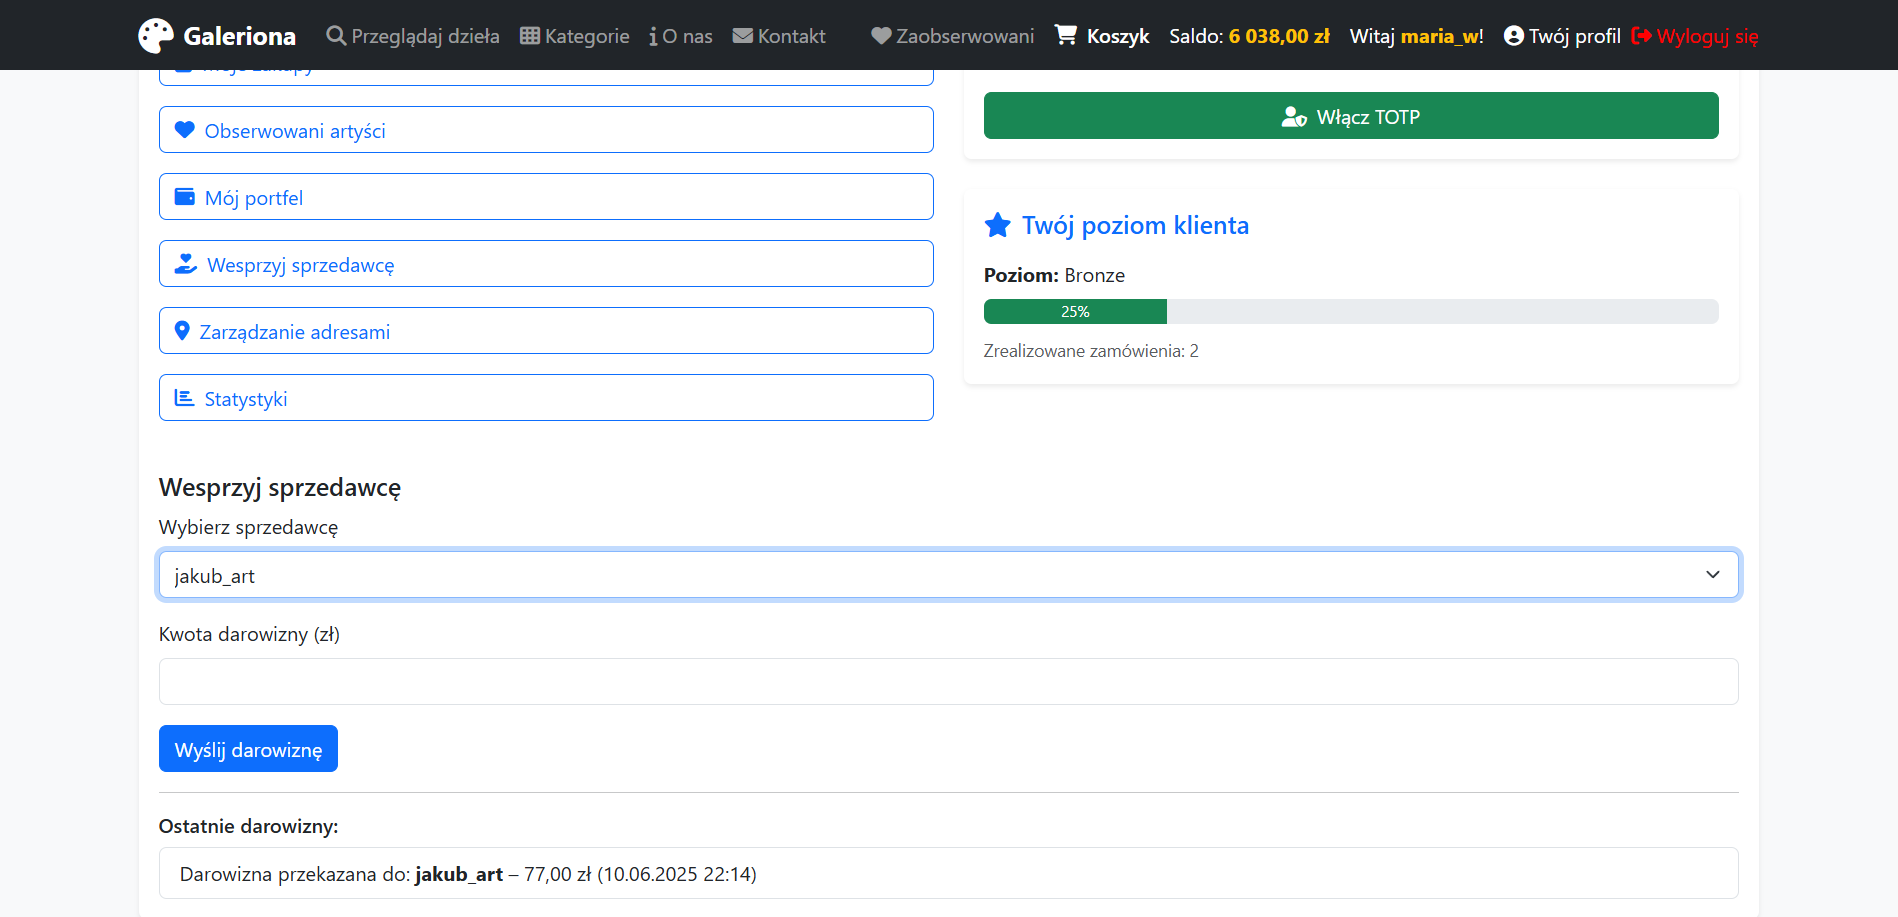 Galeriona Przeglądaj dzieła Kategorie O nas Kontakt Zaobserwowani Koszyk Saldo: 6 038,00 zł Witaj maria_w! Twój profil Wyloguj się
Obserwowani artyści
Mój portfel
Wesprzyj sprzedawcę
Zarządzanie adresami
Statystyki
Włącz TOTP
Twój poziom klienta
Poziom: Bronze
25%
Zrealizowane zamówienia: 2
Wesprzyj sprzedawcę
Wybierz sprzedawcę
jakub_art
Kwota darowizny (zł)
Wyślij darowiznę
Ostatnie darowizny:
Darowizna przekazana do: jakub_art – 77,00 zł (10.06.2025 22:14)